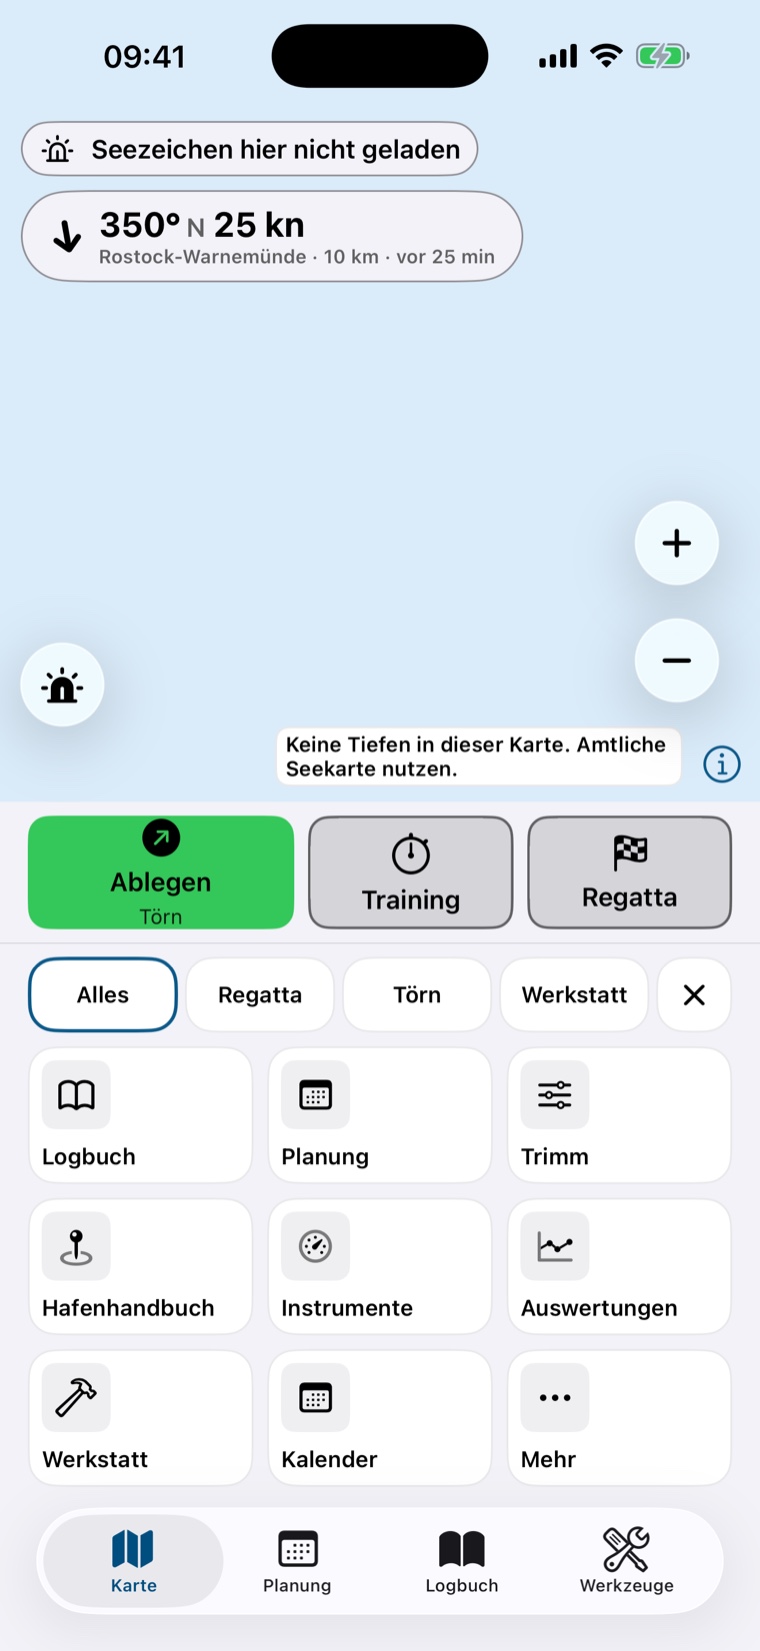 09:41
Seezeichen hier nicht geladen
350° N 25 kn
Rostock-Warnemünde · 10 km · vor 25 min
Keine Tiefen in dieser Karte. Amtliche
Seekarte nutzen.
Ablegen
Törn
Training
Regatta
Alles
Regatta
Törn
Werkstatt
Logbuch
Planung
Trimm
Hafenhandbuch
Instrumente
Auswertungen
Werkstatt
Kalender
Mehr
Karte
Planung
Logbuch
Werkzeuge